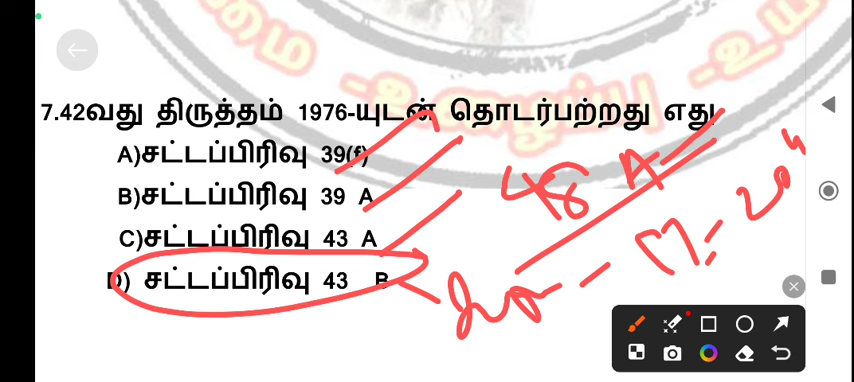 7.42வது திருத்தம் 1976-யுடன் தொடர்பற்றது எது
A)சட்டப்பிரிவு 39(f)
B)சட்டப்பிரிவு 39 A
48 A
C)சட்டப்பிரிவு 43 A
D) சட்டப்பிரிவு 43 B